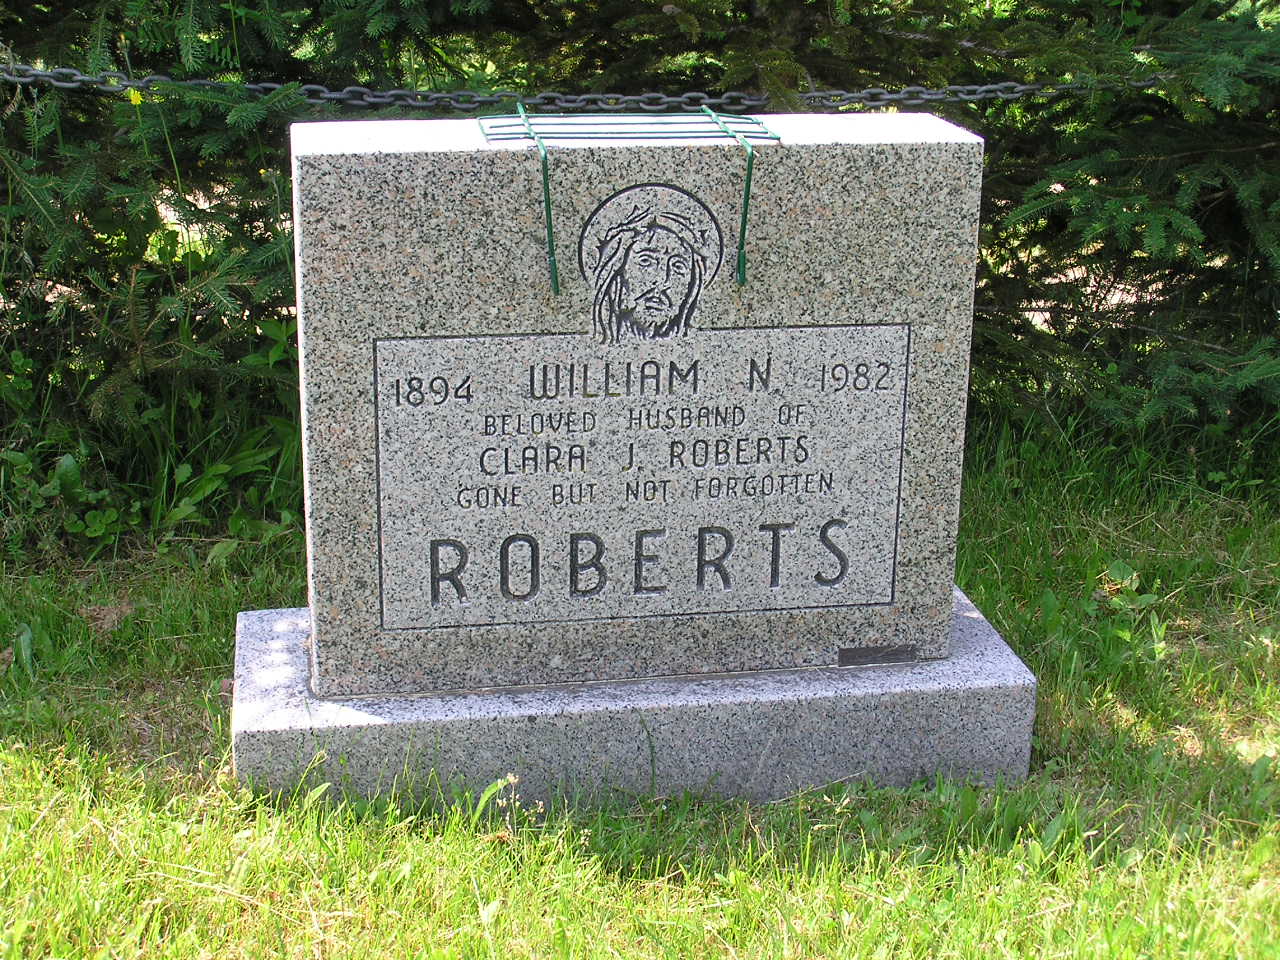 1894 WILLIAM N. 1982
BELOVED HUSBAND OF
CLARA J. ROBERTS
GONE BUT NOT FORGOTTEN
ROBERTS